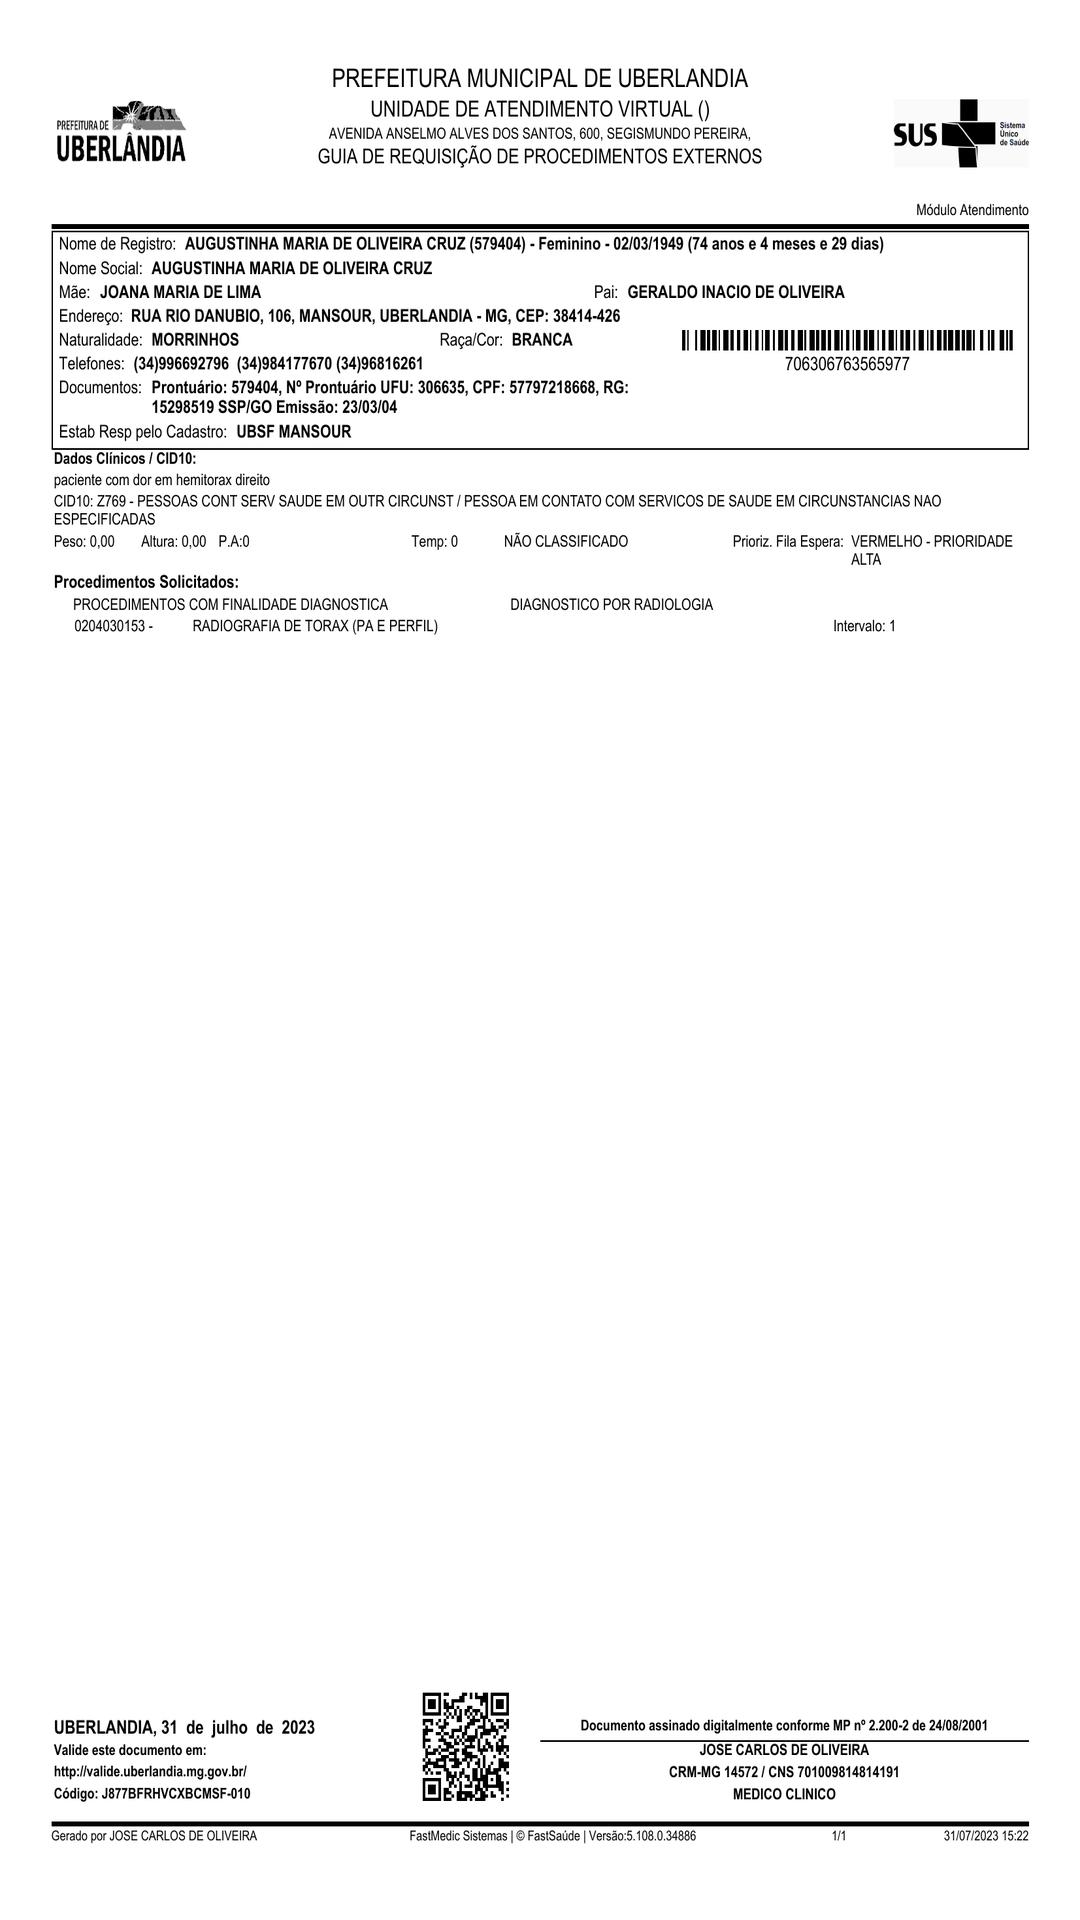 PREFEITURA MUNICIPAL DE UBERLANDIA
UNIDADE DE ATENDIMENTO VIRTUAL ()
AVENIDA ANSELMO ALVES DOS SANTOS, 600, SEGISMUNDO PEREIRA,
GUIA DE REQUISIÇÃO DE PROCEDIMENTOS EXTERNOS
PREFEITURA DE
UBERLÂNDIA
SUS
Sistema
Único
de Saúde
Módulo Atendimento
Nome de Registro: AUGUSTINHA MARIA DE OLIVEIRA CRUZ (579404) - Feminino - 02/03/1949 (74 anos e 4 meses e 29 dias)
Nome Social: AUGUSTINHA MARIA DE OLIVEIRA CRUZ
Mãe: JOANA MARIA DE LIMA Pai: GERALDO INACIO DE OLIVEIRA
Endereço: RUA RIO DANUBIO, 106, MANSOUR, UBERLANDIA - MG, CEP: 38414-426
Naturalidade: MORRINHOS Raça/Cor: BRANCA
Telefones: (34)996692796 (34)984177670 (34)96816261 706306763565977
Documentos: Prontuário: 579404, Nº Prontuário UFU: 306635, CPF: 57797218668, RG:
15298519 SSP/GO Emissão: 23/03/04
Estab Resp pelo Cadastro: UBSF MANSOUR
Dados Clínicos / CID10:
paciente com dor em hemitorax direito
CID10: Z769 - PESSOAS CONT SERV SAUDE EM OUTR CIRCUNST / PESSOA EM CONTATO COM SERVICOS DE SAUDE EM CIRCUNSTANCIAS NAO
ESPECIFICADAS
Peso: 0,00 Altura: 0,00 P.A:0 Temp: 0 NÃO CLASSIFICADO Prioriz. Fila Espera: VERMELHO - PRIORIDADE
ALTA
Procedimentos Solicitados:
PROCEDIMENTOS COM FINALIDADE DIAGNOSTICA DIAGNOSTICO POR RADIOLOGIA
0204030153 - RADIOGRAFIA DE TORAX (PA E PERFIL) Intervalo: 1
UBERLANDIA, 31 de julho de 2023
Valide este documento em:
http://valide.uberlandia.mg.gov.br/
Código: J877BFRHVCXBCMSF-010
Documento assinado digitalmente conforme MP nº 2.200-2 de 24/08/2001
JOSE CARLOS DE OLIVEIRA
CRM-MG 14572 / CNS 701009814814191
MEDICO CLINICO
Gerado por JOSE CARLOS DE OLIVEIRA FastMedic Sistemas | © FastSaúde | Versão:5.108.0.34886 1/1 31/07/2023 15:22